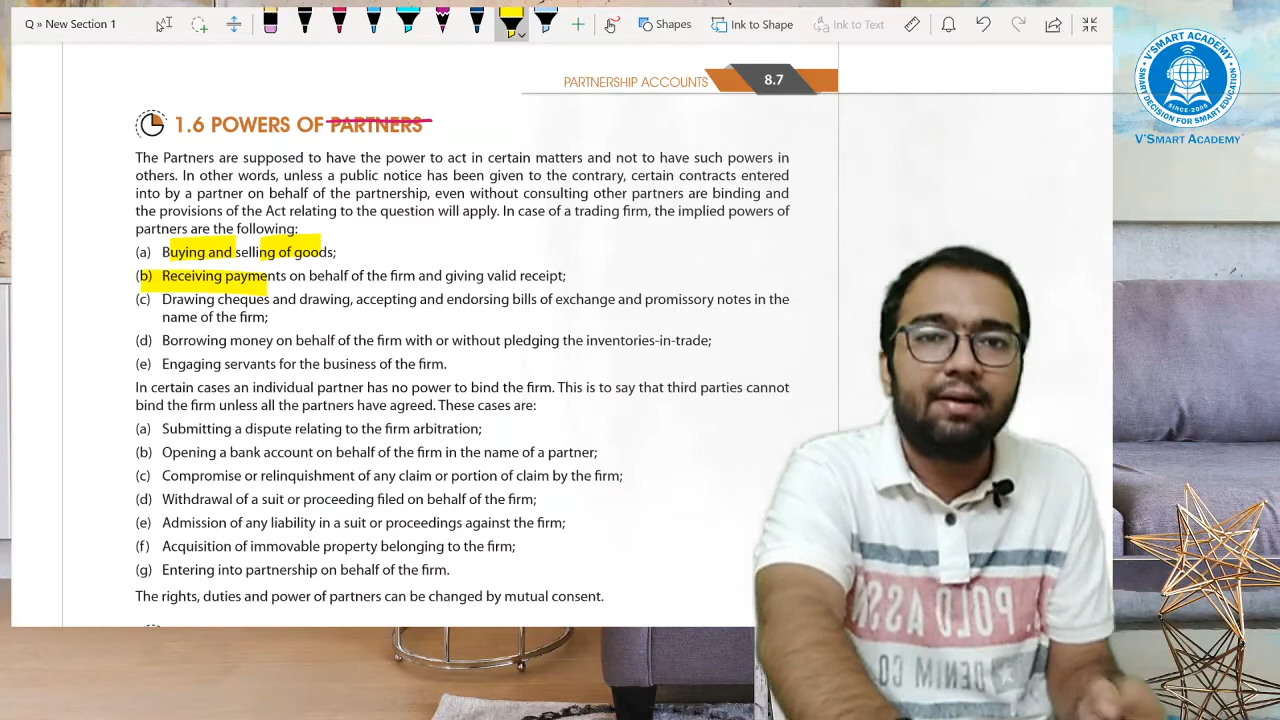 Q » New Section 1
Shapes
Ink to Shape
Ink to Text
PARTNERSHIP ACCOUNTS 8.7
1.6 POWERS OF PARTNERS
The Partners are supposed to have the power to act in certain matters and not to have such powers in
others. In other words, unless a public notice has been given to the contrary, certain contracts entered
into by a partner on behalf of the partnership, even without consulting other partners are binding and
the provisions of the Act relating to the question will apply. In case of a trading firm, the implied powers of
partners are the following:
(a) Buying and selling of goods;
(b) Receiving payments on behalf of the firm and giving valid receipt;
(c) Drawing cheques and drawing, accepting and endorsing bills of exchange and promissory notes in the
name of the firm;
(d) Borrowing money on behalf of the firm with or without pledging the inventories-in-trade;
(e) Engaging servants for the business of the firm.
In certain cases an individual partner has no power to bind the firm. This is to say that third parties cannot
bind the firm unless all the partners have agreed. These cases are:
(a) Submitting a dispute relating to the firm arbitration;
(b) Opening a bank account on behalf of the firm in the name of a partner;
(c) Compromise or relinquishment of any claim or portion of claim by the firm;
(d) Withdrawal of a suit or proceeding filed on behalf of the firm;
(e) Admission of any liability in a suit or proceedings against the firm;
(f) Acquisition of immovable property belonging to the firm;
(g) Entering into partnership on behalf of the firm.
The rights, duties and power of partners can be changed by mutual consent.
V'SMART ACADEMY
SMART DECISION FOR SMART EDUCATION
SINCE-2005
V'SMart ACADEMY
POLO ASS
DENIM CO.